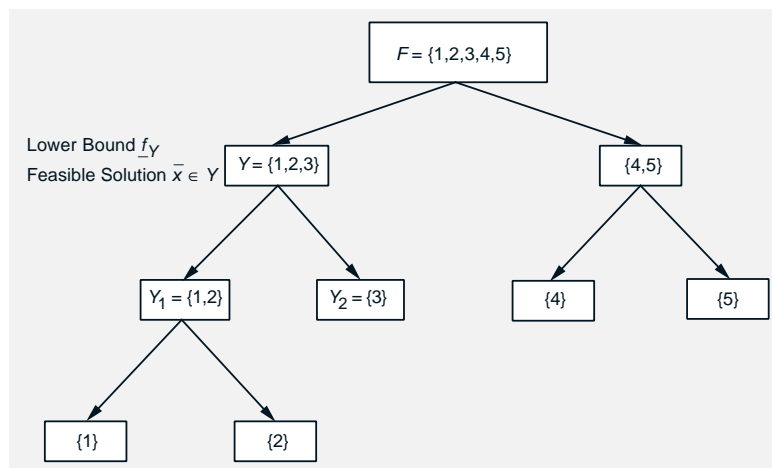 F = {1,2,3,4,5}
Lower Bound f_Y
Feasible Solution x̄ ∈ Y
Y = {1,2,3}
{4,5}
Y₁ = {1,2}
Y₂ = {3}
{4}
{5}
{1}
{2}